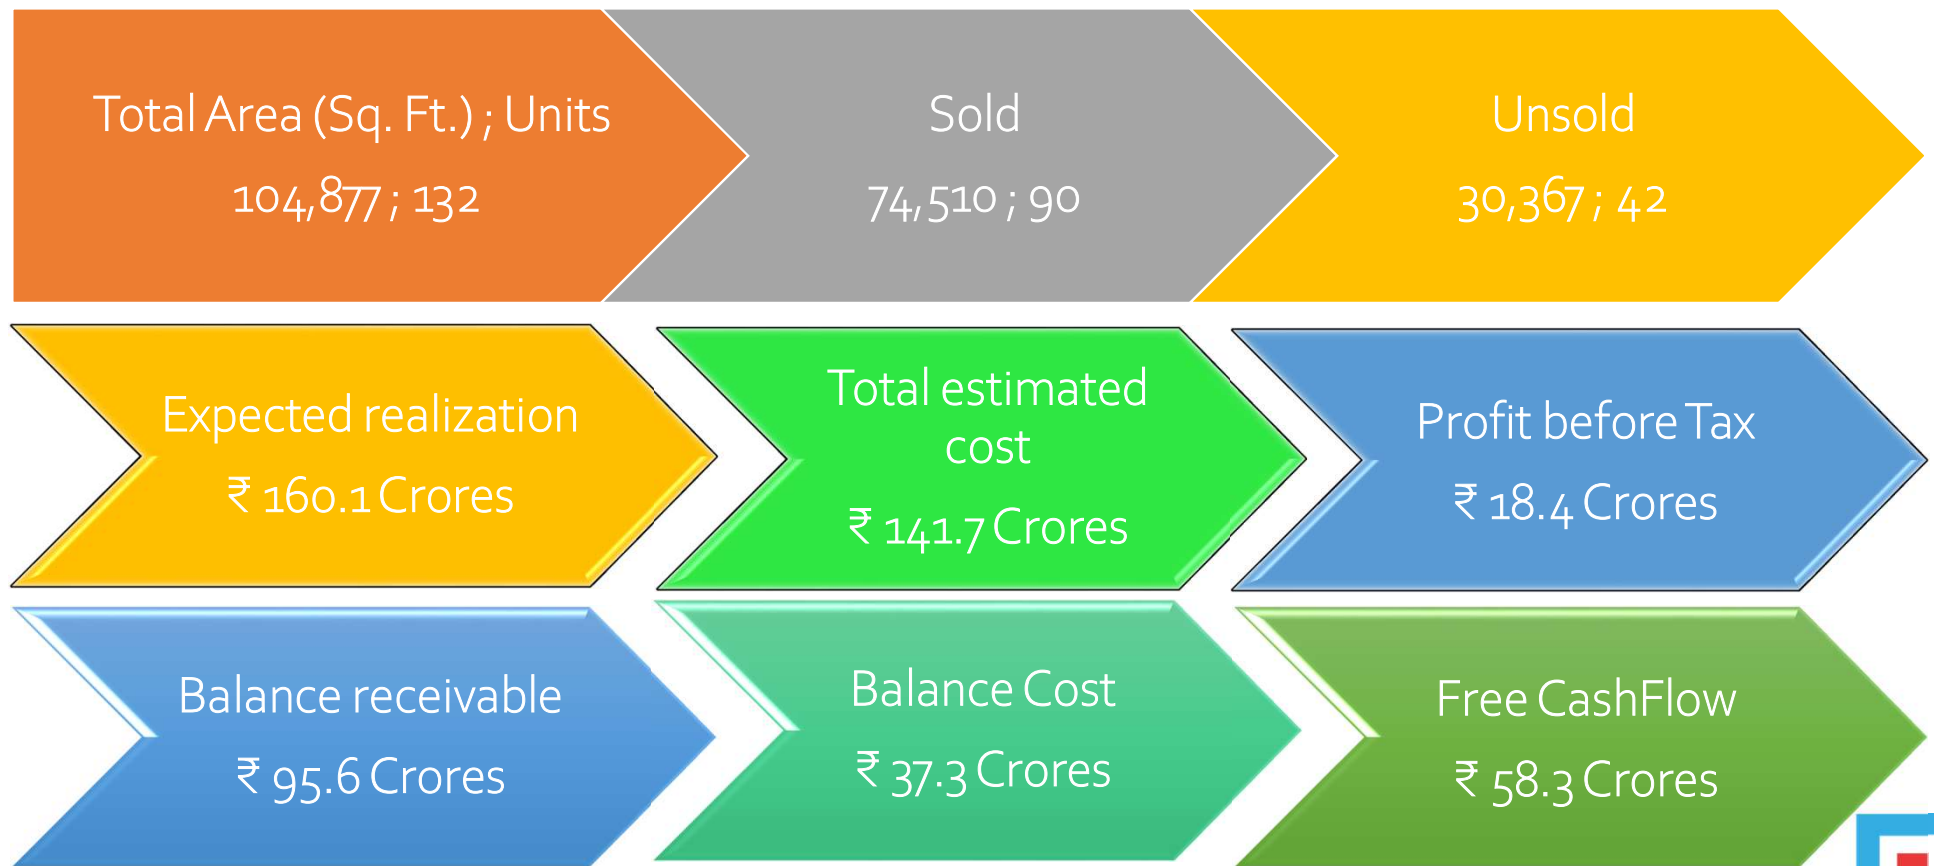 Total Area (Sq. Ft.) ; Units
104,877 ; 132
Sold
74,510 ; 90
Unsold
30,367 ; 42
Expected realization
₹ 160.1 Crores
Total estimated
cost
₹ 141.7 Crores
Profit before Tax
₹ 18.4 Crores
Balance receivable
₹ 95.6 Crores
Balance Cost
₹ 37.3 Crores
Free CashFlow
₹ 58.3 Crores